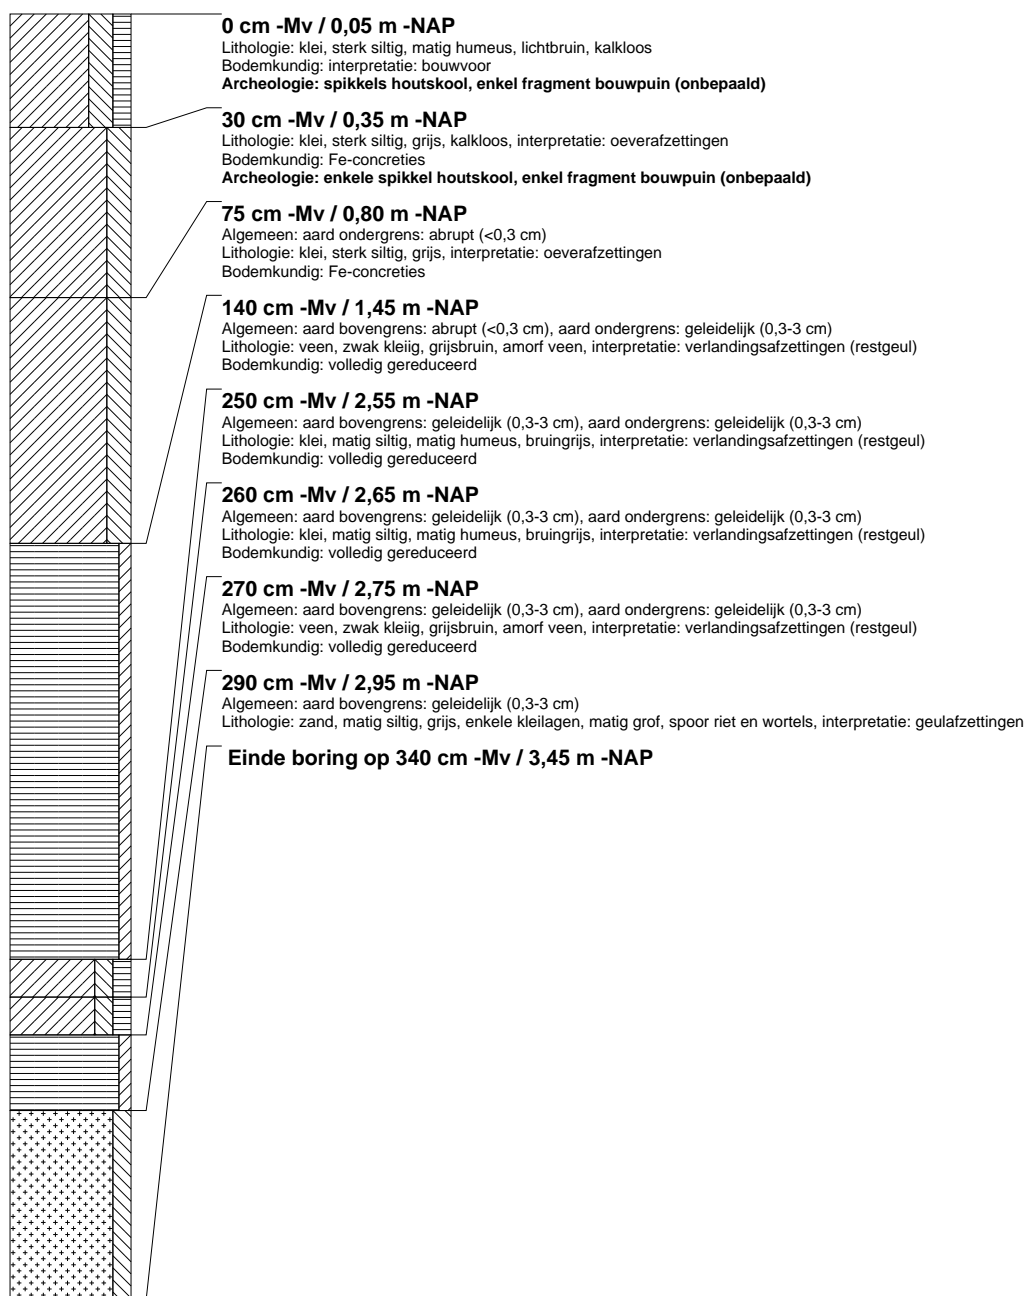 0 cm -Mv / 0,05 m -NAP
Lithologie: klei, sterk siltig, matig humeus, lichtbruin, kalkloos
Bodemkundig: interpretatie: bouwvoor
Archeologie: spikkels houtskool, enkel fragment bouwpuin (onbepaald)
30 cm -Mv / 0,35 m -NAP
Lithologie: klei, sterk siltig, grijs, kalkloos, interpretatie: oeverafzettingen
Bodemkundig: Fe-concreties
Archeologie: enkele spikkel houtskool, enkel fragment bouwpuin (onbepaald)
75 cm -Mv / 0,80 m -NAP
Algemeen: aard ondergrens: abrupt (<0,3 cm)
Lithologie: klei, sterk siltig, grijs, interpretatie: oeverafzettingen
Bodemkundig: Fe-concreties
140 cm -Mv / 1,45 m -NAP
Algemeen: aard bovengrens: abrupt (<0,3 cm), aard ondergrens: geleidelijk (0,3-3 cm)
Lithologie: veen, zwak kleiig, grijsbruin, amorf veen, interpretatie: verlandingsafzettingen (restgeul)
Bodemkundig: volledig gereduceerd
250 cm -Mv / 2,55 m -NAP
Algemeen: aard bovengrens: geleidelijk (0,3-3 cm), aard ondergrens: geleidelijk (0,3-3 cm)
Lithologie: klei, matig siltig, matig humeus, bruingrijs, interpretatie: verlandingsafzettingen (restgeul)
Bodemkundig: volledig gereduceerd
260 cm -Mv / 2,65 m -NAP
Algemeen: aard bovengrens: geleidelijk (0,3-3 cm), aard ondergrens: geleidelijk (0,3-3 cm)
Lithologie: klei, matig siltig, matig humeus, bruingrijs, interpretatie: verlandingsafzettingen (restgeul)
Bodemkundig: volledig gereduceerd
270 cm -Mv / 2,75 m -NAP
Algemeen: aard bovengrens: geleidelijk (0,3-3 cm), aard ondergrens: geleidelijk (0,3-3 cm)
Lithologie: veen, zwak kleiig, grijsbruin, amorf veen, interpretatie: verlandingsafzettingen (restgeul)
Bodemkundig: volledig gereduceerd
290 cm -Mv / 2,95 m -NAP
Algemeen: aard bovengrens: geleidelijk (0,3-3 cm)
Lithologie: zand, matig siltig, grijs, enkele kleilagen, matig grof, spoor riet en wortels, interpretatie: geulafzettingen
Einde boring op 340 cm -Mv / 3,45 m -NAP